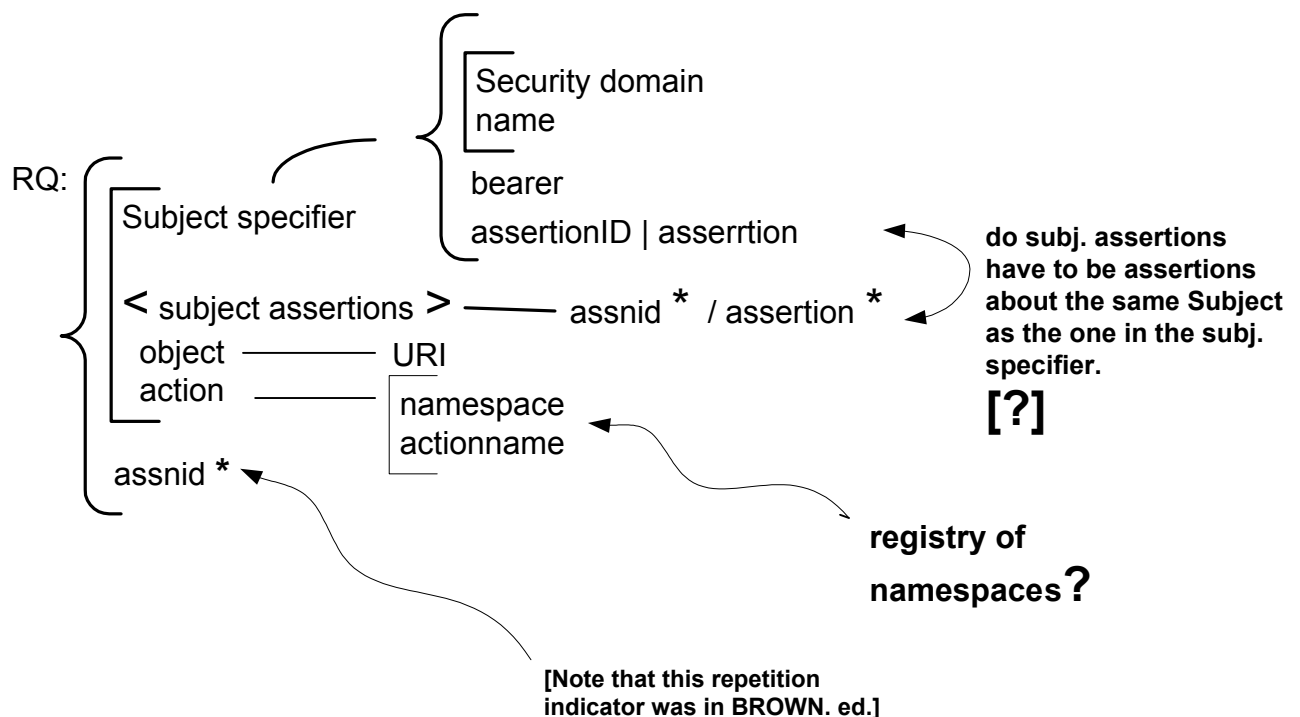 Security domain
name
RQ:
bearer
Subject specifier
assertionID | asserrtion
do subj. assertions
have to be assertions
about the same Subject
as the one in the subj.
specifier.
[?]
< subject assertions >
assnid * / assertion *
object
URI
action
namespace
actionname
assnid *
registry of
namespaces?
[Note that this repetition
indicator was in BROWN. ed.]